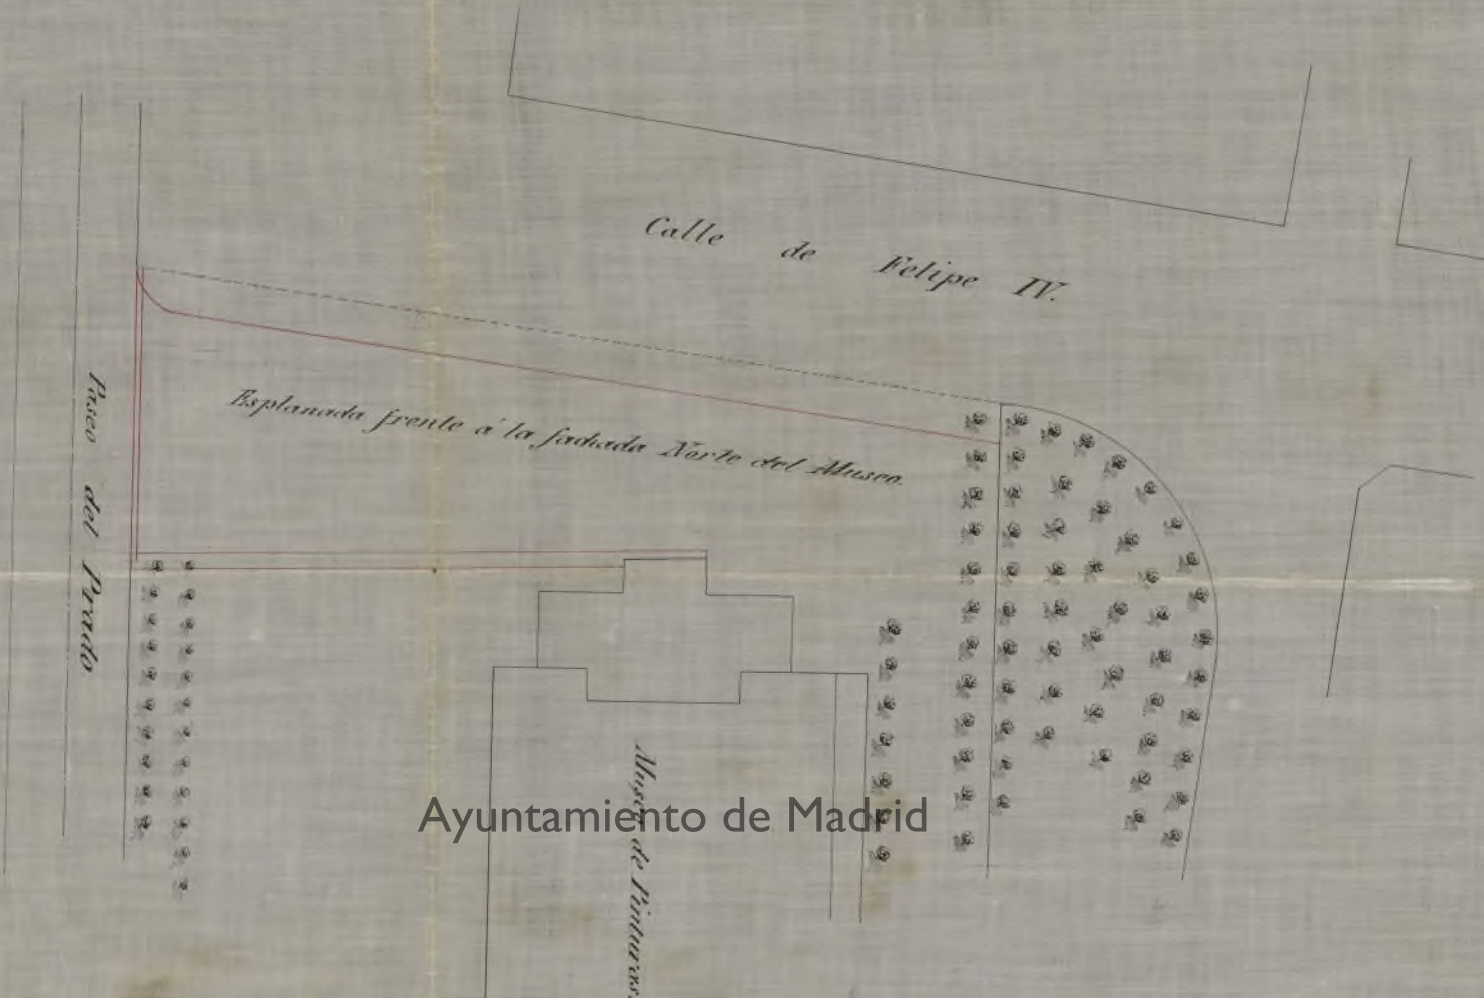 Calle de Felipe IV.
Esplanada frente á la fachada Norte del Museo.
Paseo del Prado
Museo de Pinturas.
Ayuntamiento de Madrid